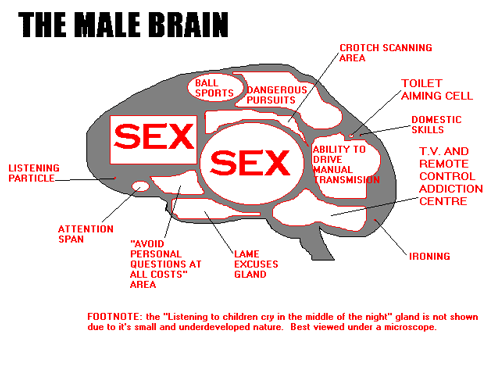 THE MALE BRAIN
CROTCH SCANNING
AREA
BALL
SPORTS
DANGEROUS
PURSUITS
TOILET
AIMING CELL
DOMESTIC
SKILLS
SEX
SEX
ABILITY TO
DRIVE
MANUAL
TRANSMISION
T.V. AND
REMOTE
CONTROL
ADDICTION
CENTRE
LISTENING
PARTICLE
ATTENTION
SPAN
"AVOID
PERSONAL
QUESTIONS AT
ALL COSTS"
AREA
LAME
EXCUSES
GLAND
IRONING
FOOTNOTE: the "Listening to children cry in the middle of the night" gland is not shown
due to it's small and underdeveloped nature. Best viewed under a microscope.